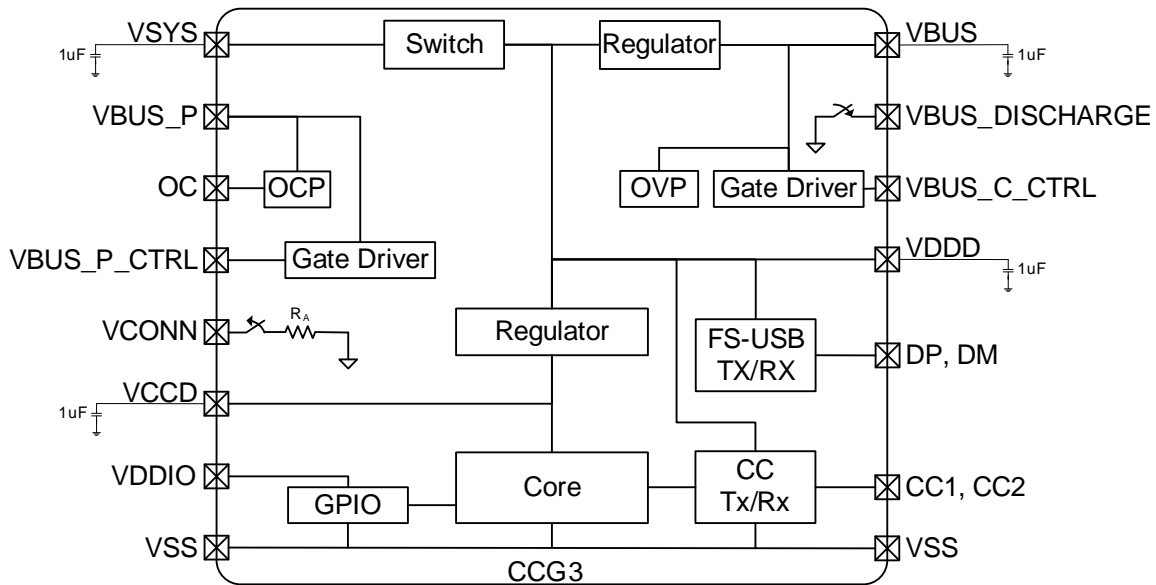 VSYS
1uF
Switch
Regulator
VBUS
1uF
VBUS_P
VBUS_DISCHARGE
OC
OCP
OVP
Gate Driver
VBUS_C_CTRL
VBUS_P_CTRL
Gate Driver
VDDD
1uF
VCONN
RA
Regulator
FS-USB
TX/RX
DP, DM
VCCD
1uF
VDDIO
GPIO
Core
CC
Tx/Rx
CC1, CC2
VSS
VSS
CCG3